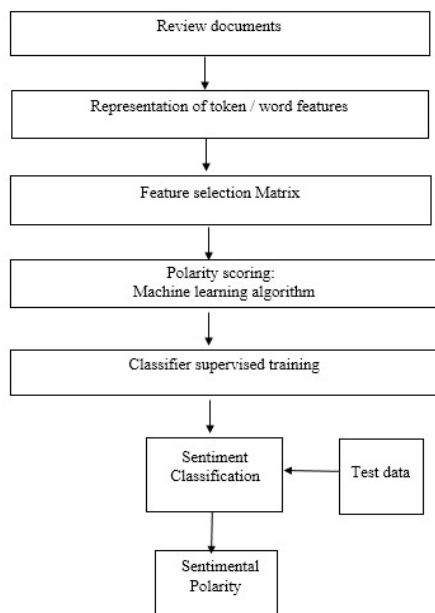 Review documents
Representation of token / word features
Feature selection Matrix
Polarity scoring:
Machine learning algorithm
Classifier supervised training
Sentiment
Classification
Test data
Sentimental
Polarity